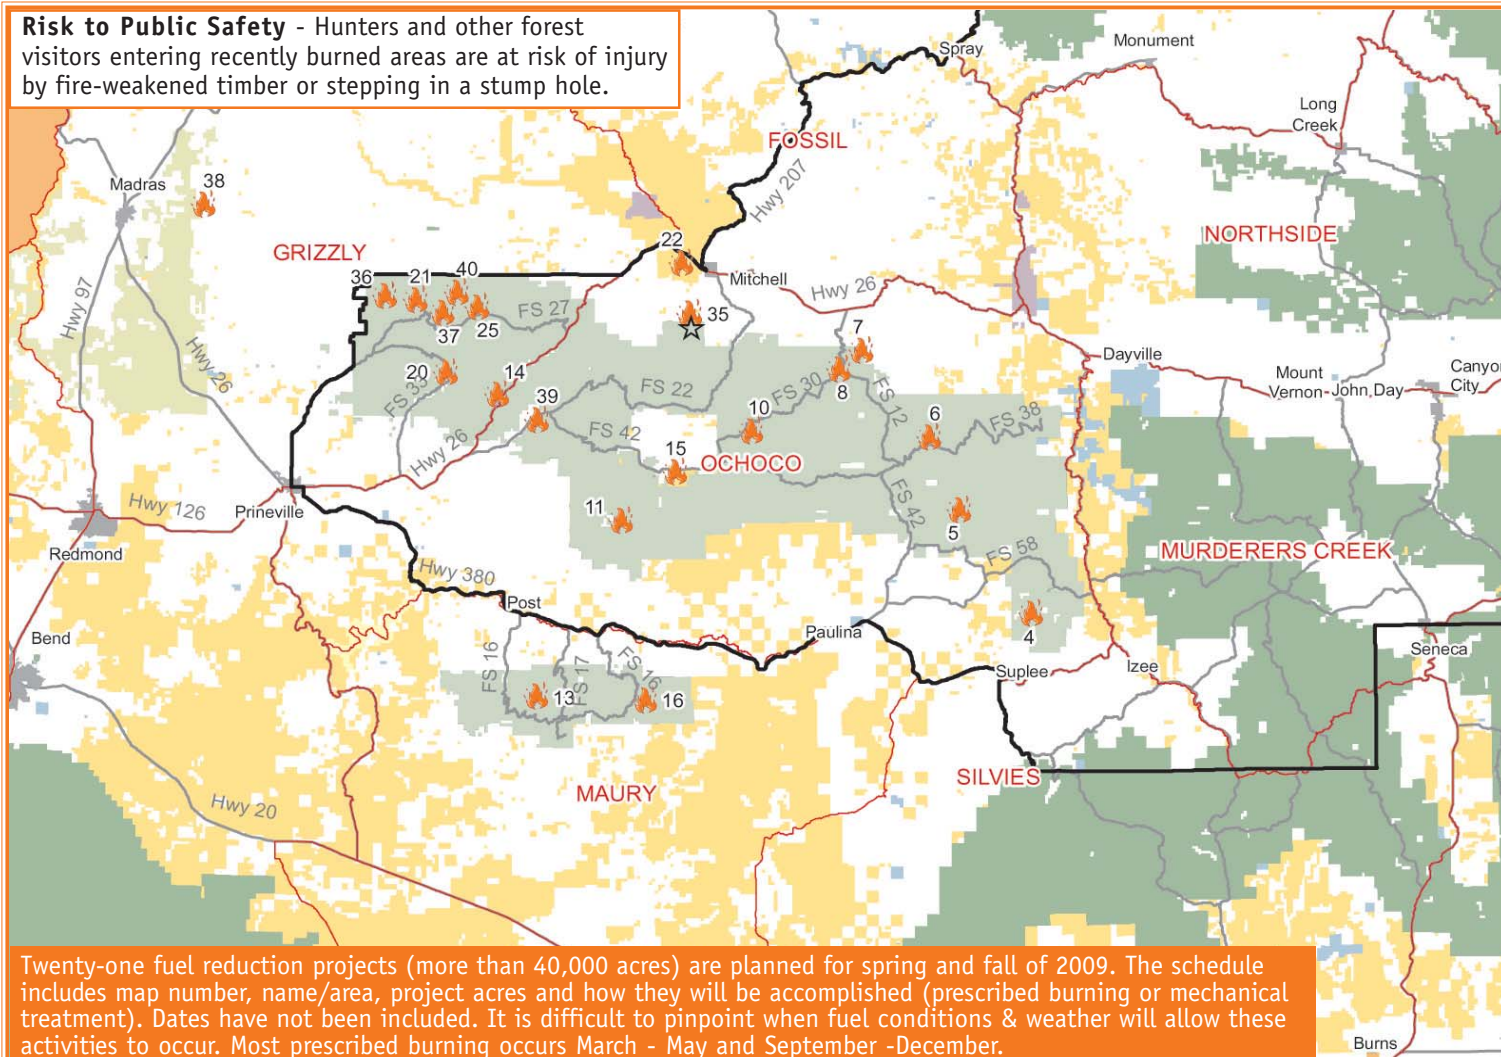 Risk to Public Safety - Hunters and other forest
visitors entering recently burned areas are at risk of injury
by fire-weakened timber or stepping in a stump hole.
Spray
Monument
Long
Creek
FOSSIL
Hwy 207
Madras
38
NORTHSIDE
GRIZZLY
22
Mitchell
36
21
40
Hwy 26
Hwy 97
FS 27
35
37
25
7
Hwy 26
Dayville
20
14
8
Mount
Vernon
John Day
Canyo
City
FS 33
39
FS 22
FS 30
FS 12
10
6
FS 38
FS 42
Hwy 26
15
OCHOCO
11
Hwy 126
Prineville
FS 42
5
Redmond
MURDERERS CREEK
FS 58
Hwy 380
Post
Paulina
4
Bend
Seneca
FS 16
FS 17
FS 16
Suplee
Izee
13
16
SILVIES
MAURY
Hwy 20
Twenty-one fuel reduction projects (more than 40,000 acres) are planned for spring and fall of 2009. The schedule
includes map number, name/area, project acres and how they will be accomplished (prescribed burning or mechanical
treatment). Dates have not been included. It is difficult to pinpoint when fuel conditions & weather will allow these
activities to occur. Most prescribed burning occurs March - May and September -December.
Burns